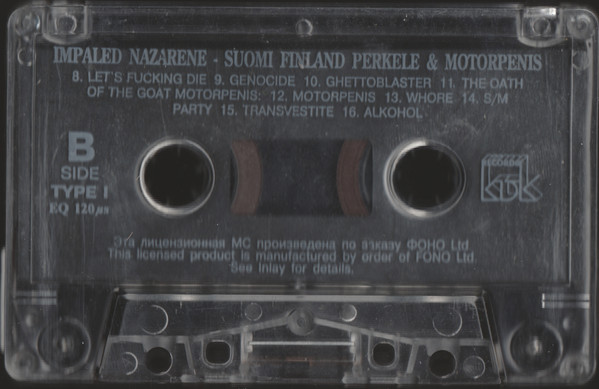 IMPALED NAZARENE - SUOMI FINLAND PERKELE & MOTORPENIS
8. LET'S FUCKING DIE 9. GENOCIDE 10. GHETTOBLASTER 11. THE OATH
OF THE GOAT MOTORPENIS: 12. MOTORPENIS 13. WHORE 14. S/M
PARTY 15. TRANSVESTITE 16. ALKOHOL
B
SIDE
TYPE I
EQ 120μs
RECORDS
Эта лицензионная МС произведена по заказу ФОНО Ltd.
This licensed product is manufactured by order of FONO Ltd.
See inlay for details.